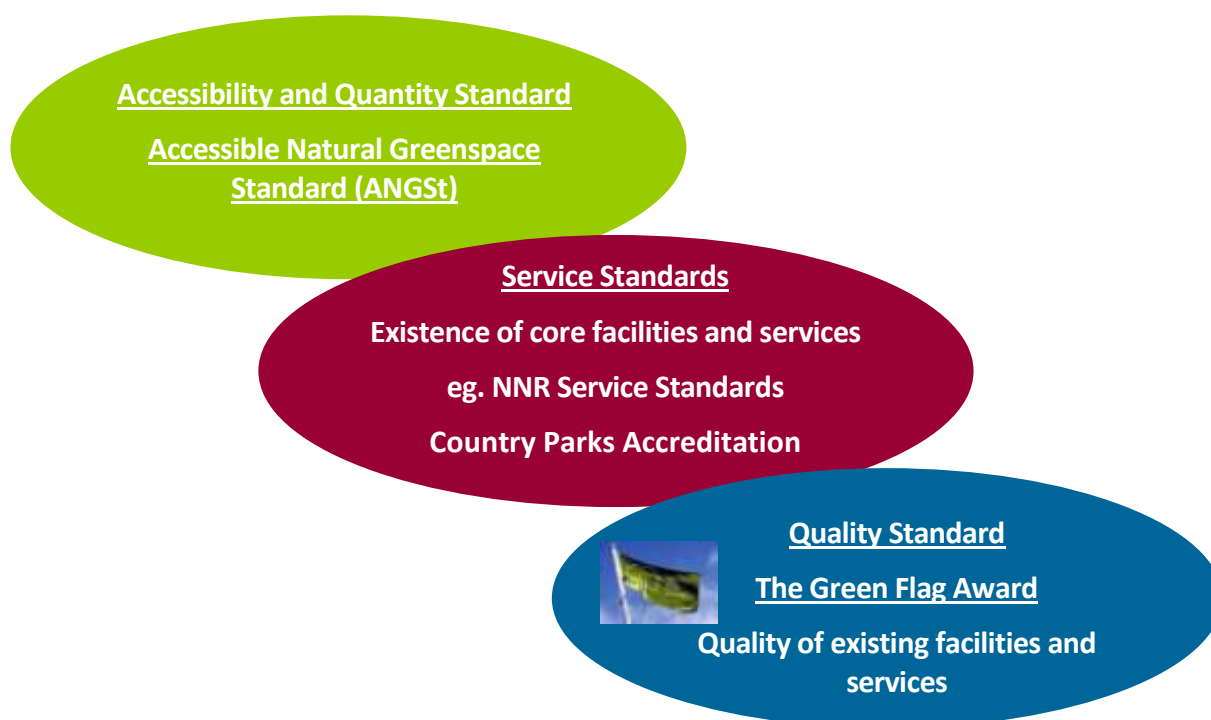 Accessibility and Quantity Standard
Accessible Natural Greenspace
Standard (ANGSt)
Service Standards
Existence of core facilities and services
eg. NNR Service Standards
Country Parks Accreditation
Quality Standard
The Green Flag Award
Quality of existing facilities and
services